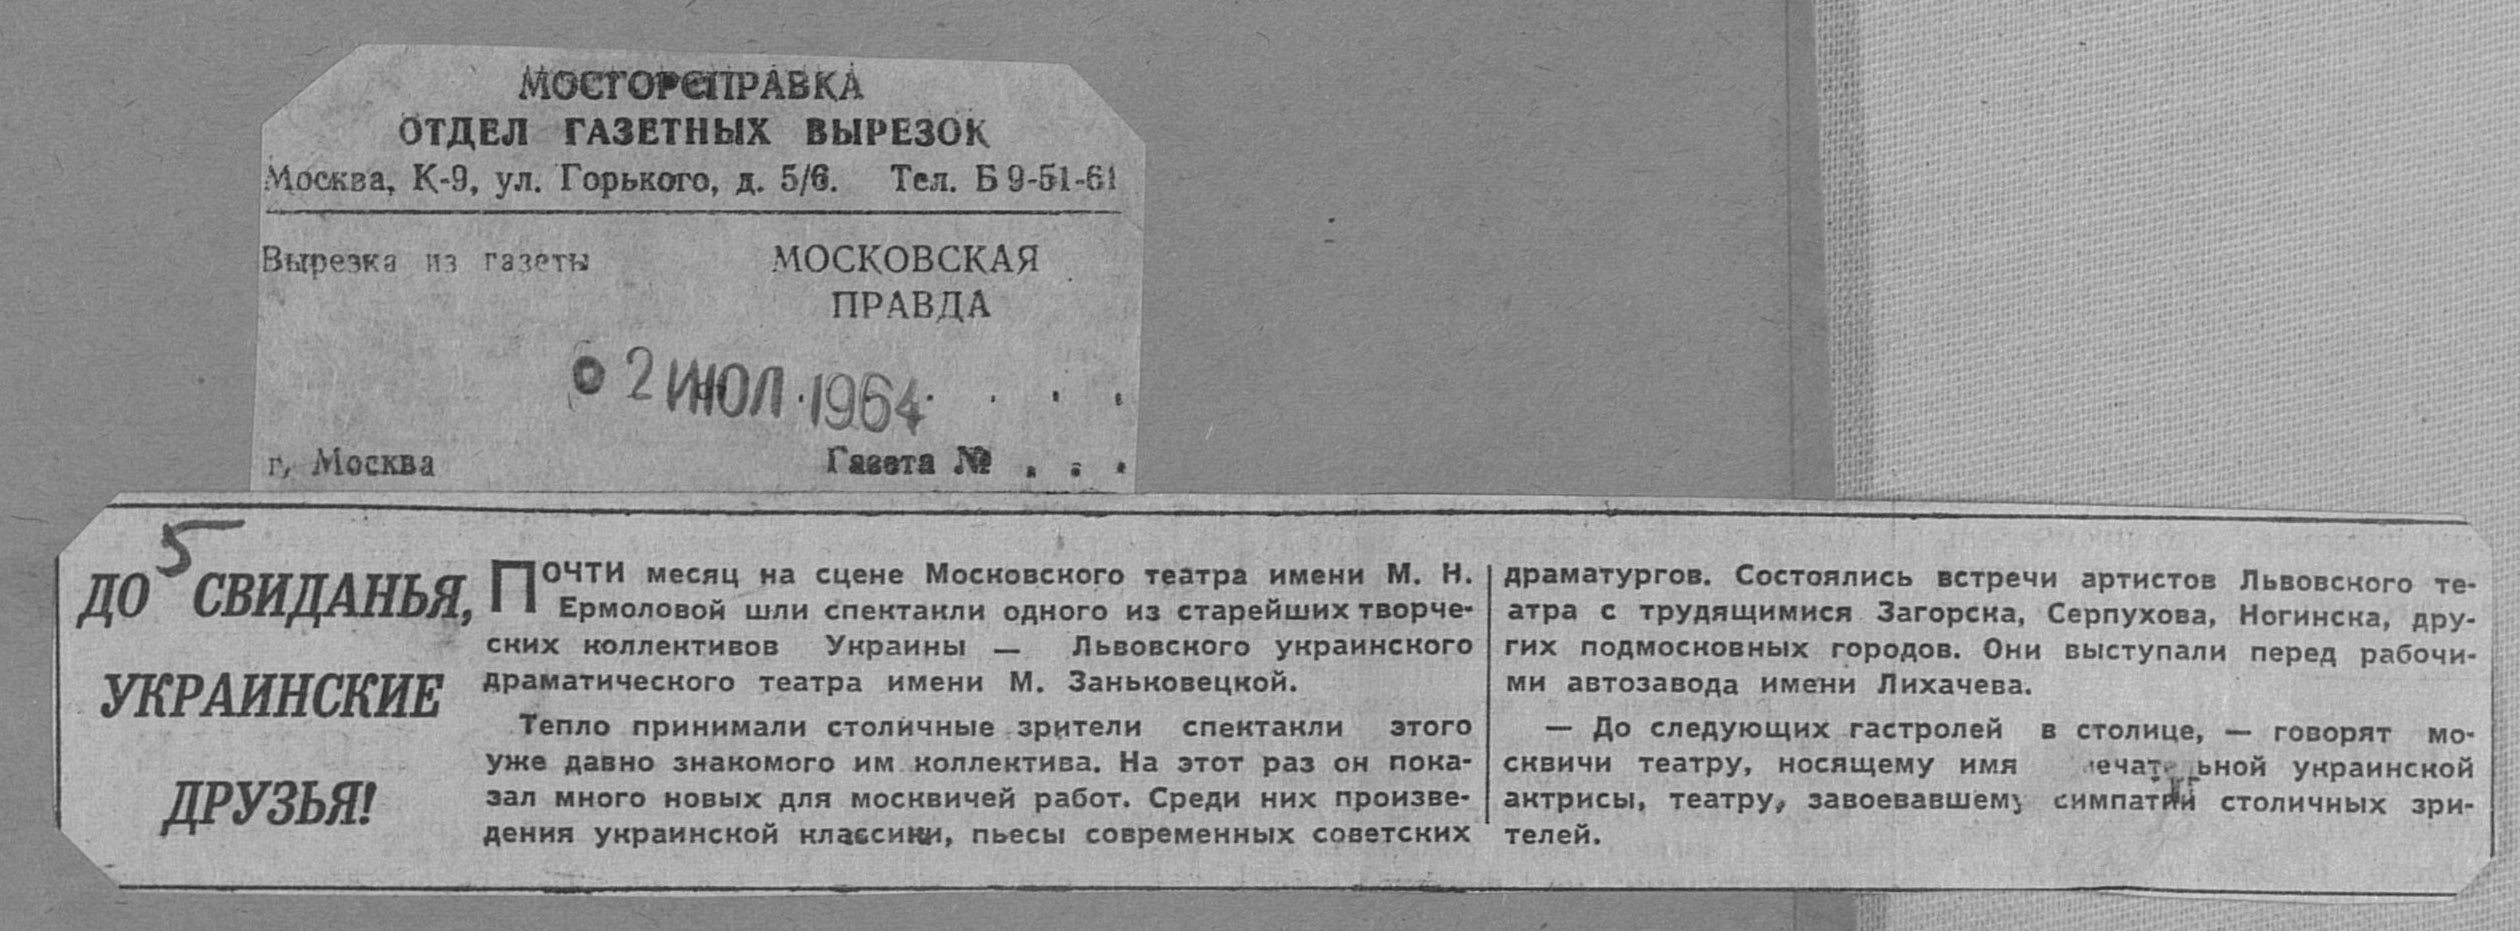 МОСГОРСПРАВКА
ОТДЕЛ ГАЗЕТНЫХ ВЫРЕЗОК
Москва, К-9, ул. Горького, д. 5/6. Тел. Б 9-51-61
Вырезка из газеты
МОСКОВСКАЯ
ПРАВДА
02 ИЮЛ 1964
г. Москва Газета № . . .
5
ДО СВИДАНЬЯ,
УКРАИНСКИЕ
ДРУЗЬЯ!
ПОЧТИ месяц на сцене Московского театра имени М. Н.
Ермоловой шли спектакли одного из старейших творче-
ских коллективов Украины — Львовского украинского
драматического театра имени М. Заньковецкой.
Тепло принимали столичные зрители спектакли этого
уже давно знакомого им коллектива. На этот раз он пока-
зал много новых для москвичей работ. Среди них произве-
дения украинской классики, пьесы современных советских
драматургов. Состоялись встречи артистов Львовского те-
атра с трудящимися Загорска, Серпухова, Ногинска, дру-
гих подмосковных городов. Они выступали перед рабочи-
ми автозавода имени Лихачева.
— До следующих гастролей в столице, — говорят мо-
сквичи театру, носящему имя украинской
актрисы, театру, завоевавшему симпатии столичных зри-
телей.